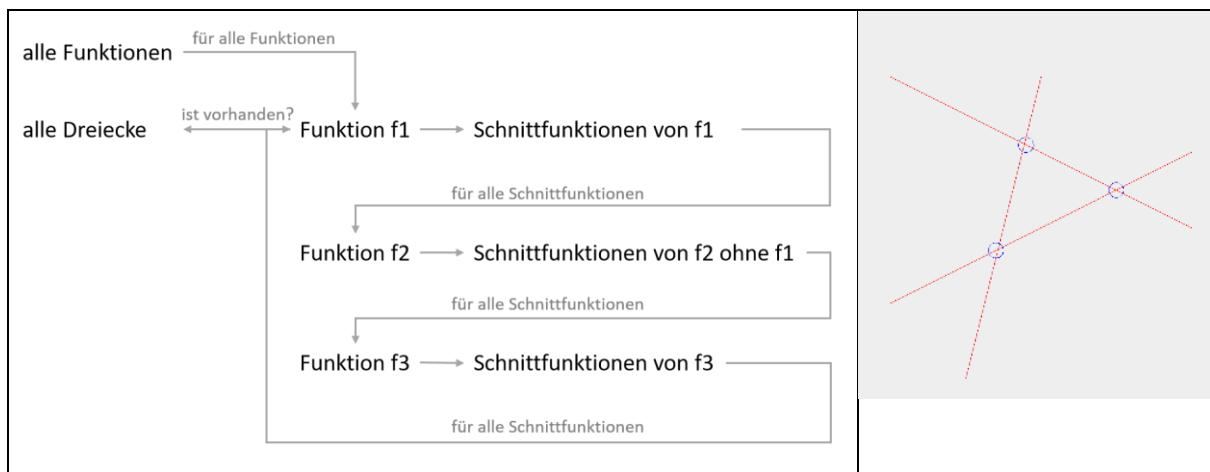 für alle Funktionen
alle Funktionen
ist vorhanden?
alle Dreiecke
Funktion f1
Schnittfunktionen von f1
für alle Schnittfunktionen
Funktion f2
Schnittfunktionen von f2 ohne f1
für alle Schnittfunktionen
Funktion f3
Schnittfunktionen von f3
für alle Schnittfunktionen